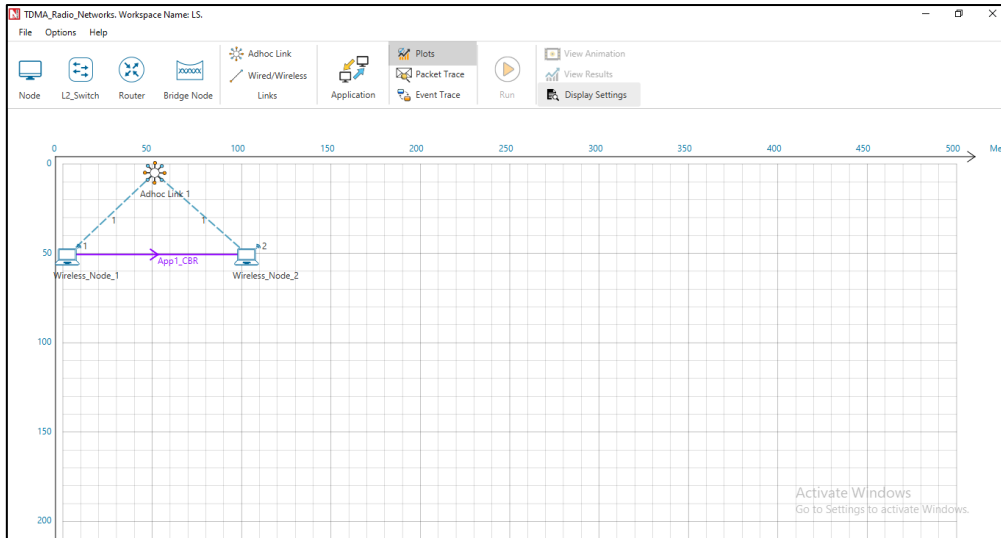 TDMA_Radio_Networks. Workspace Name: LS.
File Options Help
Node
L2_Switch
Router
Bridge Node
Adhoc Link
Wired/Wireless
Links
Application
Plots
Packet Trace
Event Trace
Run
View Animation
View Results
Display Settings
0 50 100 150 200 250 300 350 400 450 500 Me
0
Adhoc Link 1
1 1
50
1
2
App1_CBR
Wireless_Node_1
Wireless_Node_2
100
150
200
Activate Windows
Go to Settings to activate Windows.